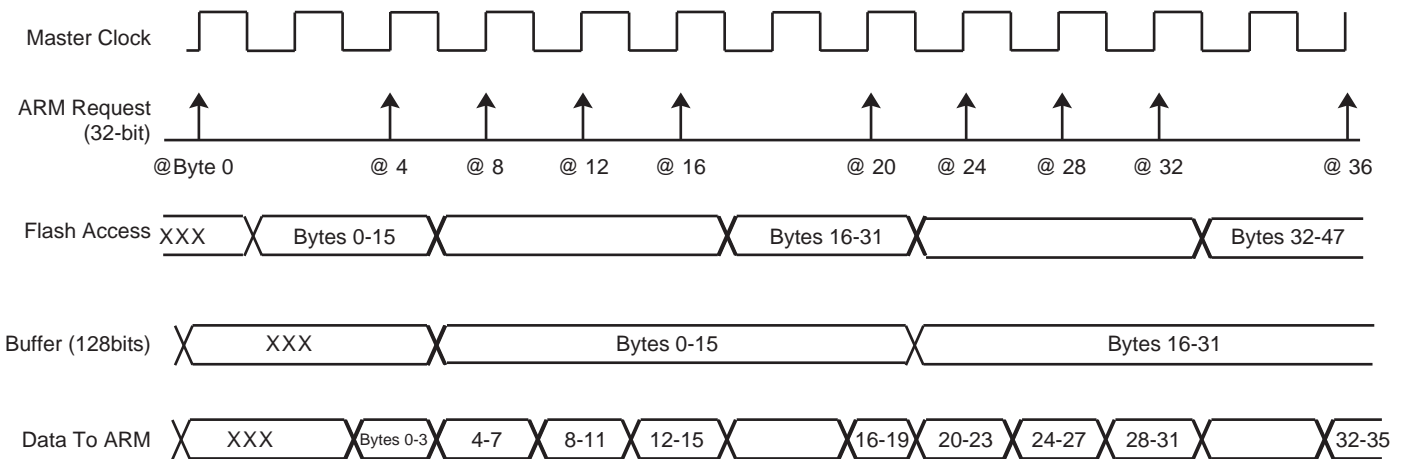 Master Clock
ARM Request
(32-bit)
@Byte 0 @ 4 @ 8 @ 12 @ 16 @ 20 @ 24 @ 28 @ 32 @ 36
Flash Access XXX Bytes 0-15 Bytes 16-31 Bytes 32-47
Buffer (128bits) XXX Bytes 0-15 Bytes 16-31
Data To ARM XXX Bytes 0-3 4-7 8-11 12-15 16-19 20-23 24-27 28-31 32-35